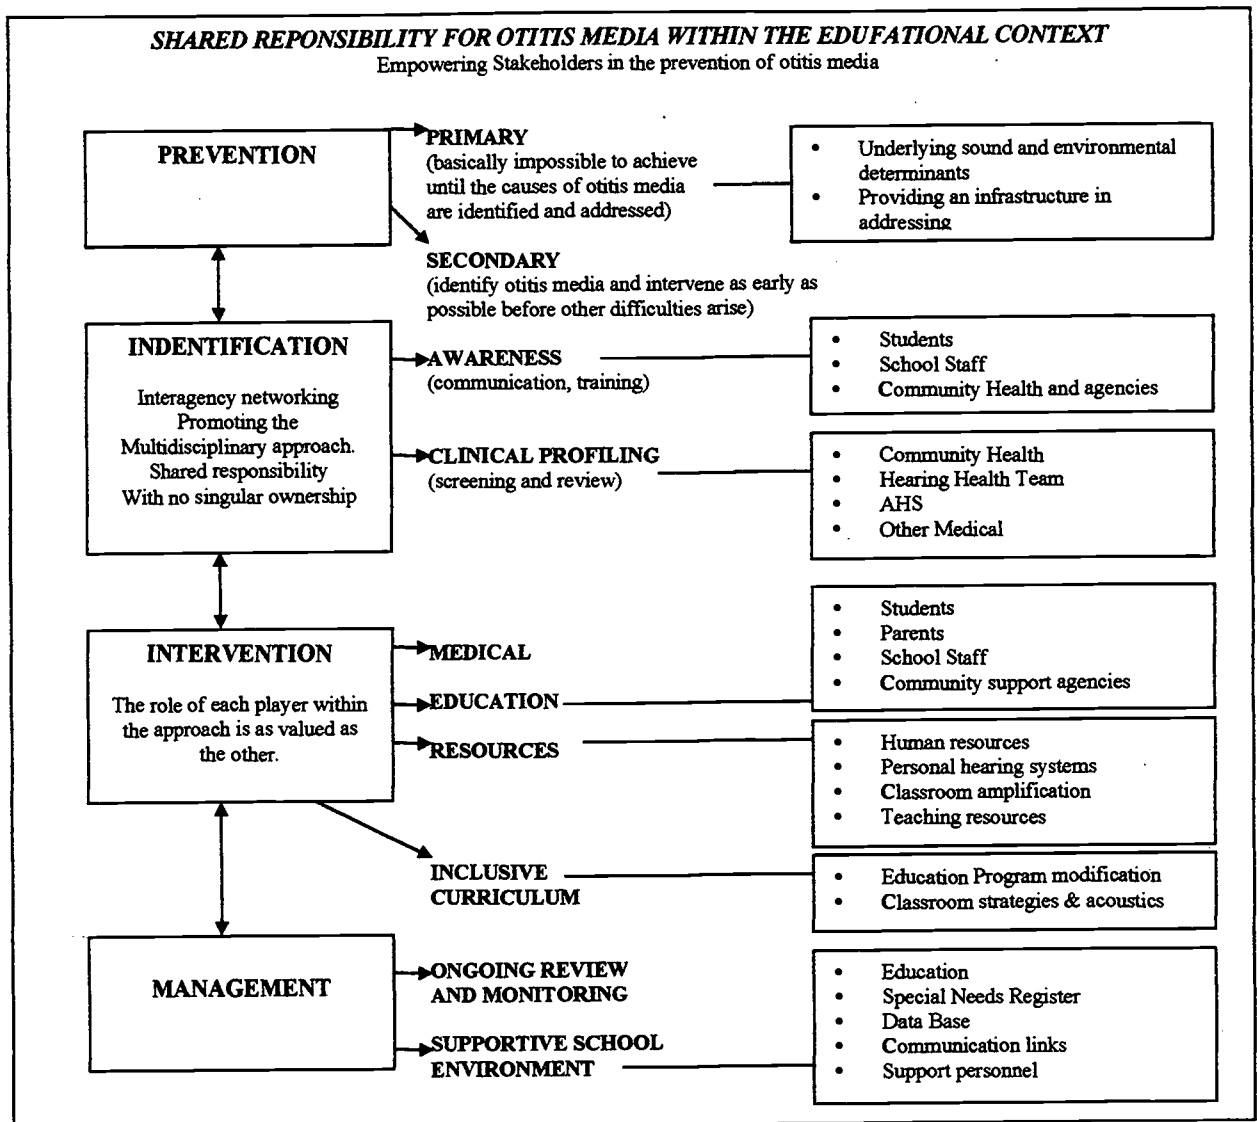 SHARED REPONSIBILITY FOR OTITIS MEDIA WITHIN THE EDUFATIONAL CONTEXT
Empowering Stakeholders in the prevention of otitis media
PREVENTION
PRIMARY
(basically impossible to achieve
until the causes of otitis media
are identified and addressed)
• Underlying sound and environmental
determinants
• Providing an infrastructure in
addressing
SECONDARY
(identify otitis media and intervene as early as
possible before other difficulties arise)
INDENTIFICATION
Interagency networking
Promoting the
Multidisciplinary approach.
Shared responsibility
With no singular ownership
AWARENESS
(communication, training)
• Students
• School Staff
• Community Health and agencies
CLINICAL PROFILING
(screening and review)
• Community Health
• Hearing Health Team
• AHS
• Other Medical
INTERVENTION
The role of each player within
the approach is as valued as
the other.
MEDICAL
EDUCATION
• Students
• Parents
• School Staff
• Community support agencies
RESOURCES
• Human resources
• Personal hearing systems
• Classroom amplification
• Teaching resources
INCLUSIVE
CURRICULUM
• Education Program modification
• Classroom strategies & acoustics
MANAGEMENT
ONGOING REVIEW
AND MONITORING
SUPPORTIVE SCHOOL
ENVIRONMENT
• Education
• Special Needs Register
• Data Base
• Communication links
• Support personnel